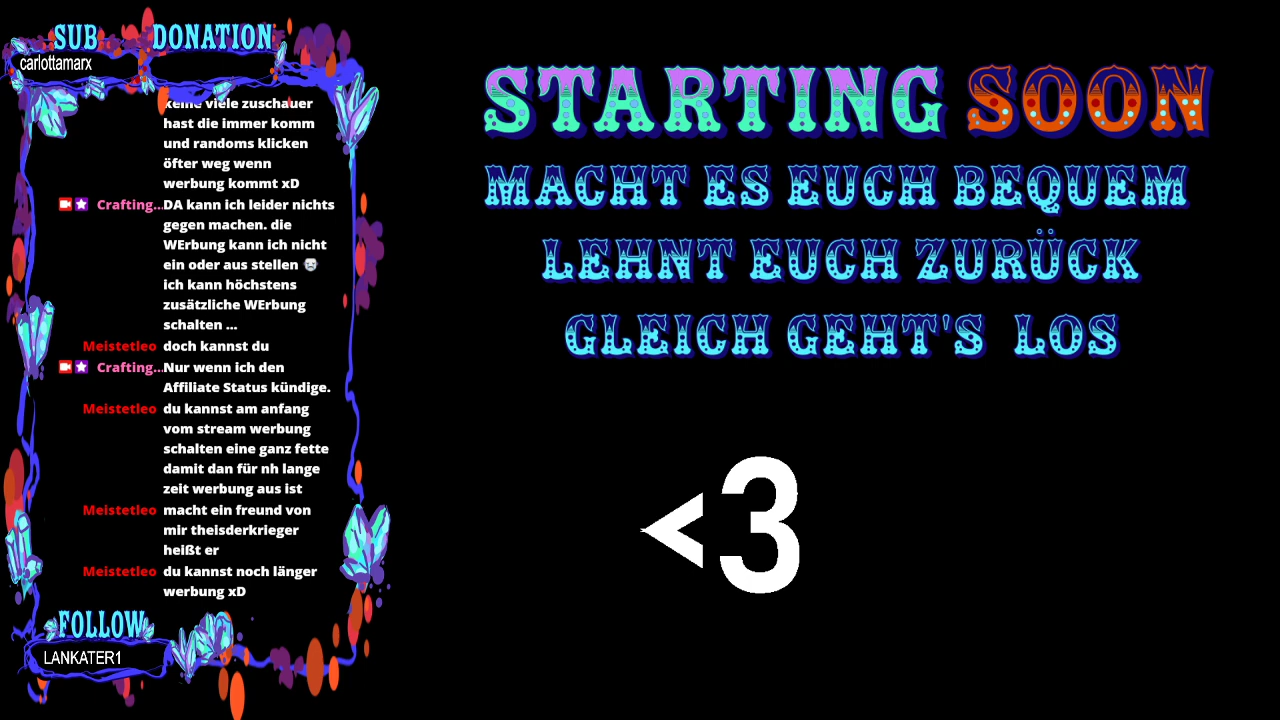 SUB DONATION
carlottamarx
keine viele zuschauer
hast die immer komm
und randoms klicken
öfter weg wenn
werbung kommt xD
Crafting... DA kann ich leider nichts
gegen machen. die
WErbung kann ich nicht
ein oder aus stellen
ich kann höchstens
zusätzliche WErbung
schalten ...
Meistetleo doch kannst du
Crafting... Nur wenn ich den
Affiliate Status kündige.
Meistetleo du kannst am anfang
vom stream werbung
schalten eine ganz fette
damit dan für nh lange
zeit werbung aus ist
Meistetleo macht ein freund von
mir theisderkrieger
heißt er
Meistetleo du kannst noch länger
werbung xD
FOLLOW
LANKATER1
STARTING SOON
MACHT ES EUCH BEQUEM
LEHNT EUCH ZURÜCK
GLEICH GEHT'S LOS
<3